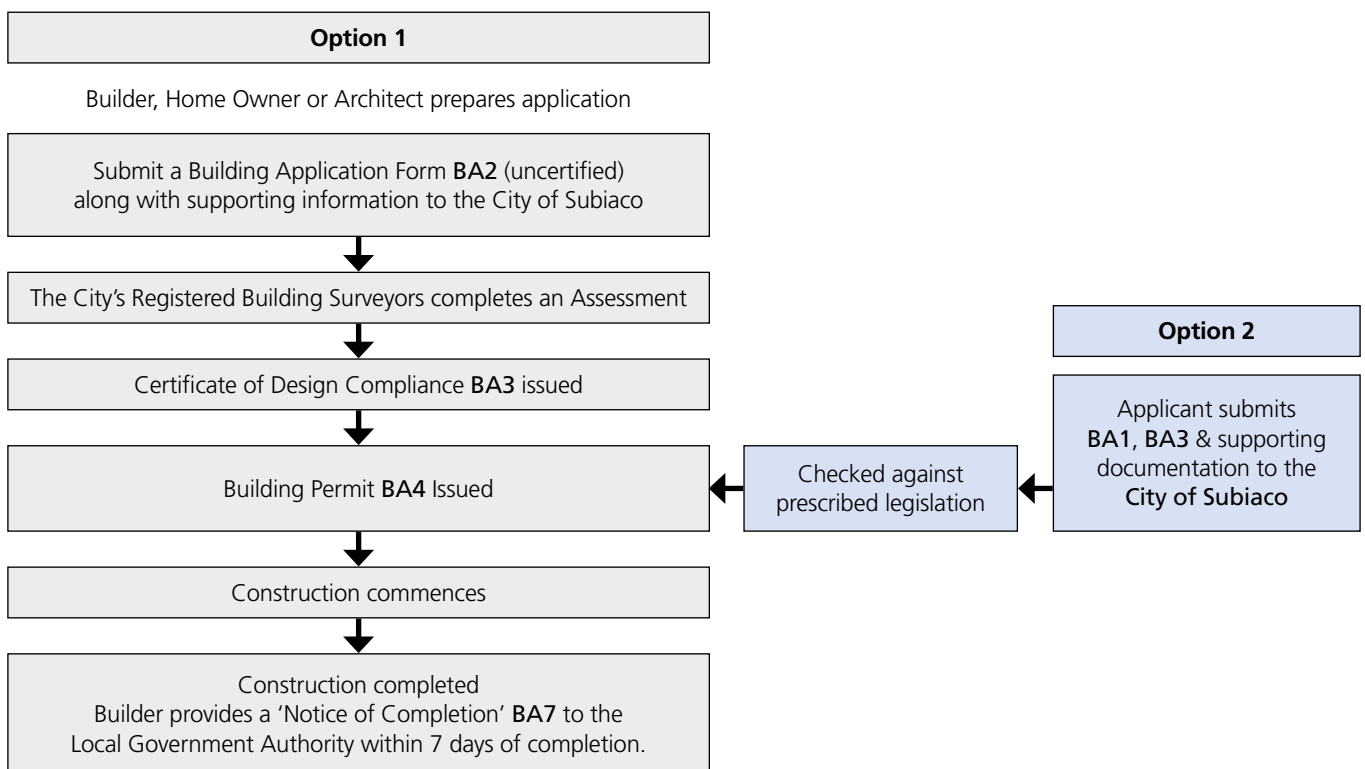 Option 1
Builder, Home Owner or Architect prepares application
Submit a Building Application Form BA2 (uncertified)
along with supporting information to the City of Subiaco
The City's Registered Building Surveyors completes an Assessment
Certificate of Design Compliance BA3 issued
Building Permit BA4 Issued
Construction commences
Construction completed
Builder provides a 'Notice of Completion' BA7 to the
Local Government Authority within 7 days of completion.
Option 2
Applicant submits
BA1, BA3 & supporting
documentation to the
City of Subiaco
Checked against
prescribed legislation